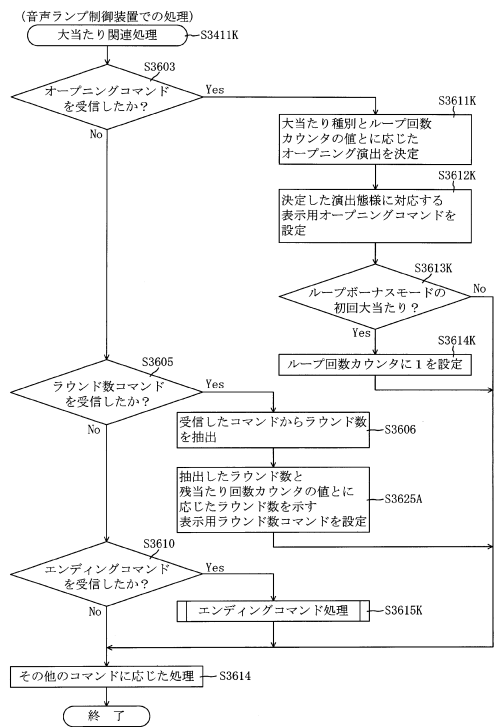 (音声ランプ制御装置での処理)
大当たり関連処理
S3411K
S3603
オープニングコマンド
を受信したか？
Yes
No
S3611K
大当たり種別とループ回数
カウンタの値とに応じた
オープニング演出を決定
S3612K
決定した演出態様に対応する
表示用オープニングコマンドを
設定
S3613K
ループボーナスモードの
初回大当たり？
No
Yes
S3614K
ループ回数カウンタに１を設定
S3605
ラウンド数コマンド
を受信したか？
Yes
No
受信したコマンドからラウンド数
を抽出
S3606
抽出したラウンド数と
残当たり回数カウンタの値とに
応じたラウンド数を示す
表示用ラウンド数コマンドを設定
S3625A
S3610
エンディングコマンド
を受信したか？
Yes
No
エンディングコマンド処理
S3615K
その他のコマンドに応じた処理
S3614
終 了